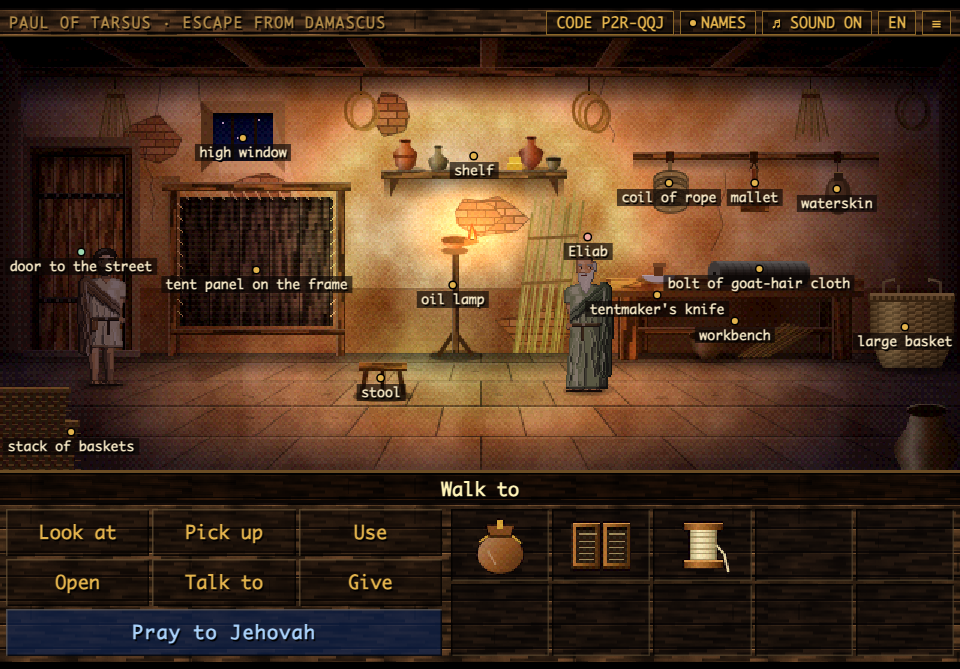 PAUL OF TARSUS · ESCAPE FROM DAMASCUS
CODE P2R-QQJ
NAMES
♬ SOUND ON
EN
≡
high window
shelf
coil of rope
mallet
waterskin
door to the street
Eliab
tent panel on the frame
oil lamp
bolt of goat-hair cloth
tentmaker's knife
workbench
large basket
stool
stack of baskets
Walk to
Look at
Pick up
Use
Open
Talk to
Give
Pray to Jehovah